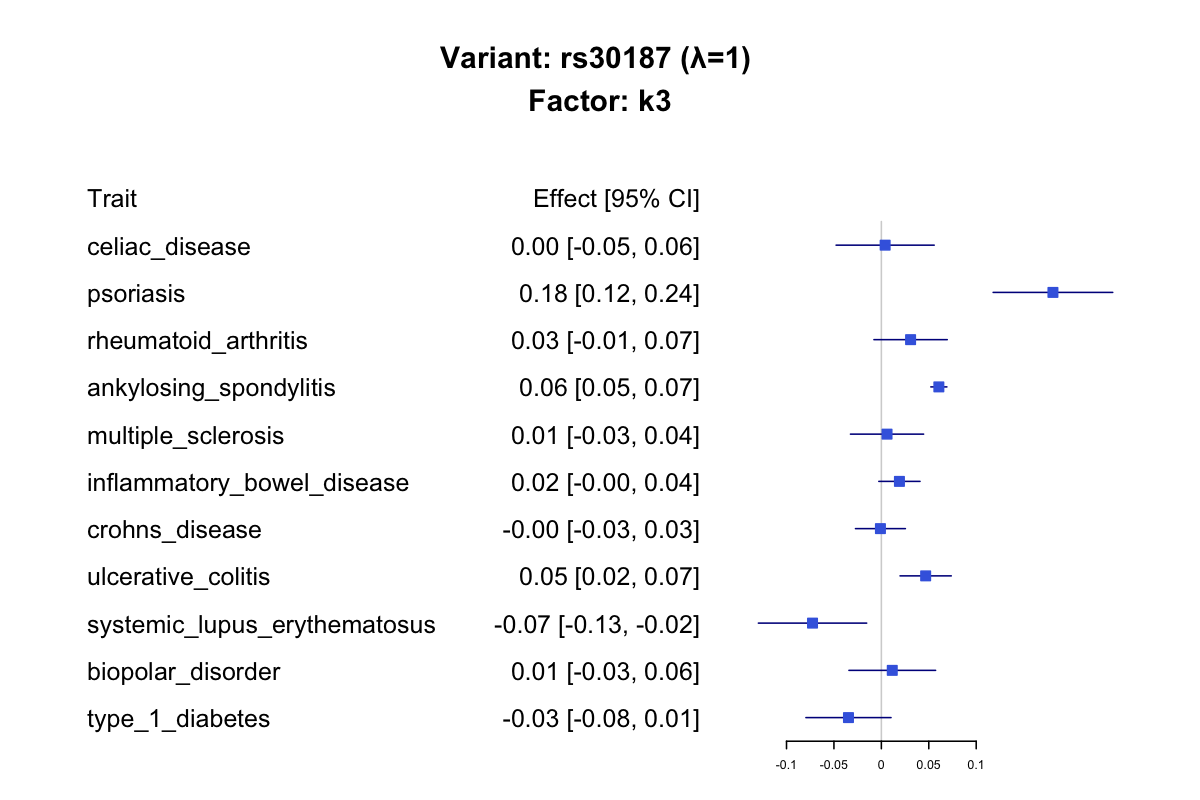 Variant: rs30187 (λ=1)
Factor: k3
Trait Effect [95% CI]
celiac_disease 0.00 [-0.05, 0.06]
psoriasis 0.18 [0.12, 0.24]
rheumatoid_arthritis 0.03 [-0.01, 0.07]
ankylosing_spondylitis 0.06 [0.05, 0.07]
multiple_sclerosis 0.01 [-0.03, 0.04]
inflammatory_bowel_disease 0.02 [-0.00, 0.04]
crohns_disease -0.00 [-0.03, 0.03]
ulcerative_colitis 0.05 [0.02, 0.07]
systemic_lupus_erythematosus -0.07 [-0.13, -0.02]
biopolar_disorder 0.01 [-0.03, 0.06]
type_1_diabetes -0.03 [-0.08, 0.01]
-0.1 -0.05 0 0.05 0.1